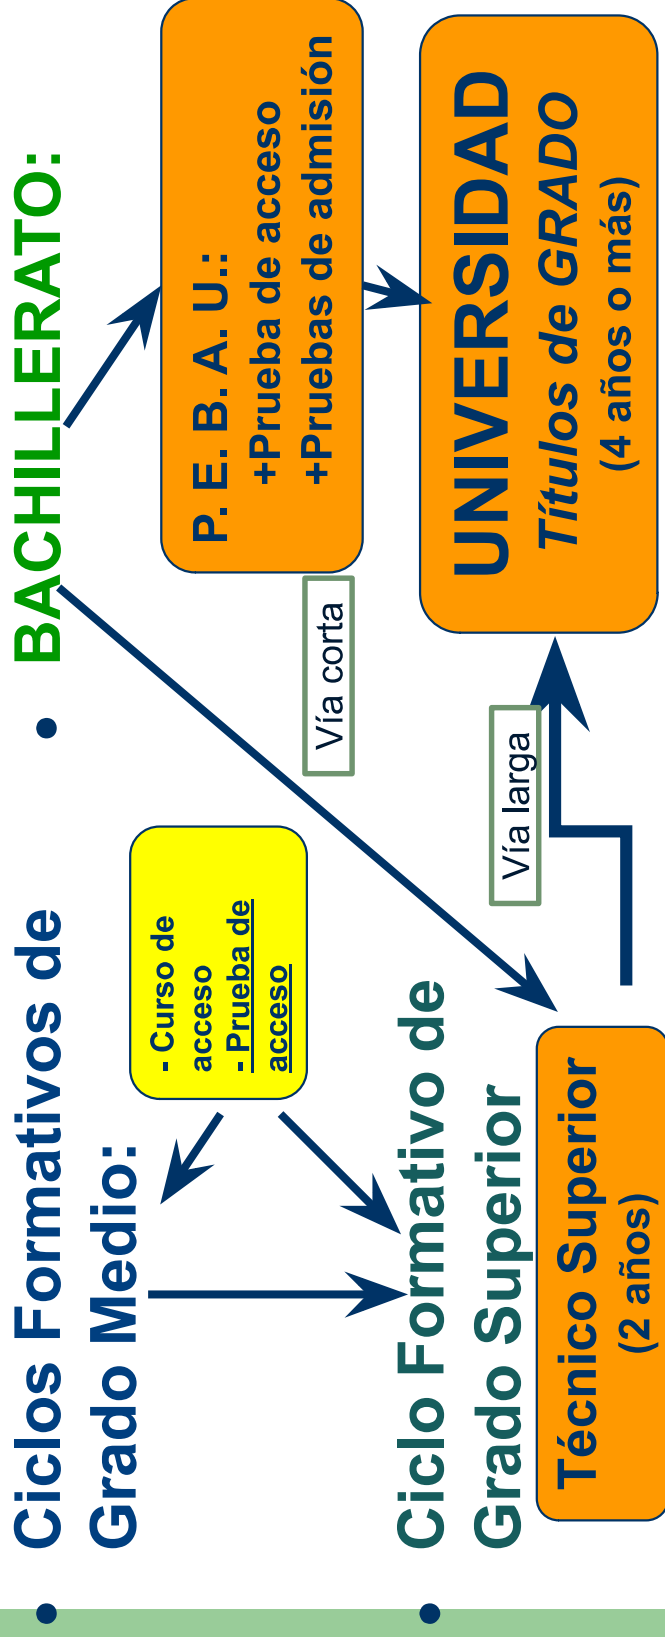 • Ciclos Formativos de
Grado Medio:
• BACHILLERATO:
- Curso de
acceso
- Prueba de
acceso
P. E. B. A. U.:
+Prueba de acceso
+Pruebas de admisión
Vía corta
• Ciclo Formativo de
Grado Superior
Técnico Superior
(2 años)
Vía larga
UNIVERSIDAD
Títulos de GRADO
(4 años o más)